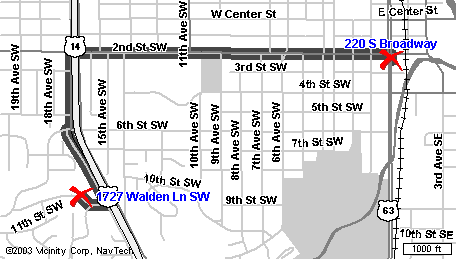 W Center St
E Center St
14
2nd St SW
220 S Broadway
3rd St SW
11th Ave SW
4th St SW
19th Ave SW
18th Ave SW
15th Ave SW
5th St SW
6th St SW
10th Ave SW
9th Ave SW
8th Ave SW
7th Ave SW
6th Ave SW
7th St SW
3rd Ave SE
10th St SW
1727 Walden Ln SW
9th St SW
11th St SW
63
10th St SE
©2003 Vicinity Corp, NavTech
1000 ft